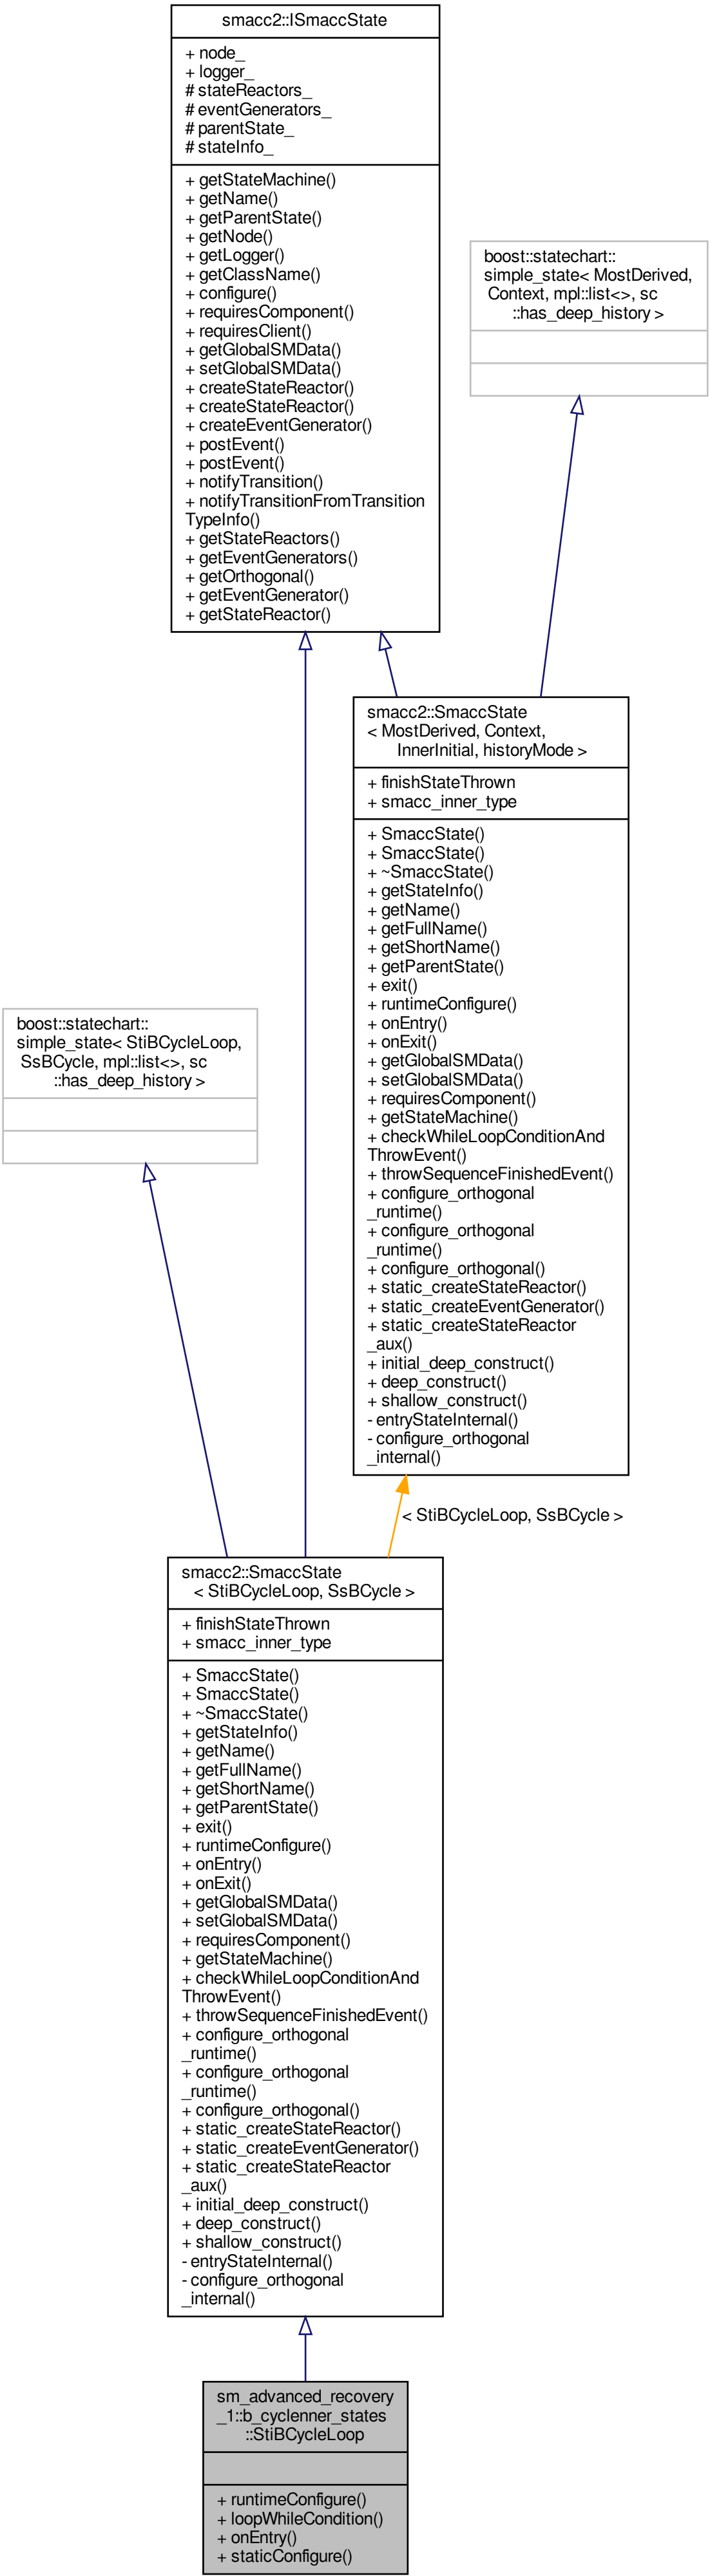 smacc2::ISmaccState
+ node_
+ logger_
# stateReactors_
# eventGenerators_
# parentState_
# stateInfo_
+ getStateMachine()
+ getName()
+ getParentState()
+ getNode()
+ getLogger()
+ getClassName()
+ configure()
+ requiresComponent()
+ requiresClient()
+ getGlobalSMData()
+ setGlobalSMData()
+ createStateReactor()
+ createStateReactor()
+ createEventGenerator()
+ postEvent()
+ postEvent()
+ notifyTransition()
+ notifyTransitionFromTransition
TypeInfo()
+ getStateReactors()
+ getEventGenerators()
+ getOrthogonal()
+ getEventGenerator()
+ getStateReactor()
boost::statechart::
simple_state< MostDerived,
Context, mpl::list<>, sc
::has_deep_history >
smacc2::SmaccState
< MostDerived, Context,
InnerInitial, historyMode >
+ finishStateThrown
+ smacc_inner_type
+ SmaccState()
+ SmaccState()
+ ~SmaccState()
+ getStateInfo()
+ getName()
+ getFullName()
+ getShortName()
+ getParentState()
+ exit()
+ runtimeConfigure()
+ onEntry()
+ onExit()
+ getGlobalSMData()
+ setGlobalSMData()
+ requiresComponent()
+ getStateMachine()
+ checkWhileLoopConditionAnd
ThrowEvent()
+ throwSequenceFinishedEvent()
+ configure_orthogonal
_runtime()
+ configure_orthogonal
_runtime()
+ configure_orthogonal()
+ static_createStateReactor()
+ static_createEventGenerator()
+ static_createStateReactor
_aux()
+ initial_deep_construct()
+ deep_construct()
+ shallow_construct()
- entryStateInternal()
- configure_orthogonal
_internal()
boost::statechart::
simple_state< StiBCycleLoop,
SsBCycle, mpl::list<>, sc
::has_deep_history >
< StiBCycleLoop, SsBCycle >
smacc2::SmaccState
< StiBCycleLoop, SsBCycle >
+ finishStateThrown
+ smacc_inner_type
+ SmaccState()
+ SmaccState()
+ ~SmaccState()
+ getStateInfo()
+ getName()
+ getFullName()
+ getShortName()
+ getParentState()
+ exit()
+ runtimeConfigure()
+ onEntry()
+ onExit()
+ getGlobalSMData()
+ setGlobalSMData()
+ requiresComponent()
+ getStateMachine()
+ checkWhileLoopConditionAnd
ThrowEvent()
+ throwSequenceFinishedEvent()
+ configure_orthogonal
_runtime()
+ configure_orthogonal
_runtime()
+ configure_orthogonal()
+ static_createStateReactor()
+ static_createEventGenerator()
+ static_createStateReactor
_aux()
+ initial_deep_construct()
+ deep_construct()
+ shallow_construct()
- entryStateInternal()
- configure_orthogonal
_internal()
sm_advanced_recovery
_1::b_cyclenner_states
::StiBCycleLoop
+ runtimeConfigure()
+ loopWhileCondition()
+ onEntry()
+ staticConfigure()